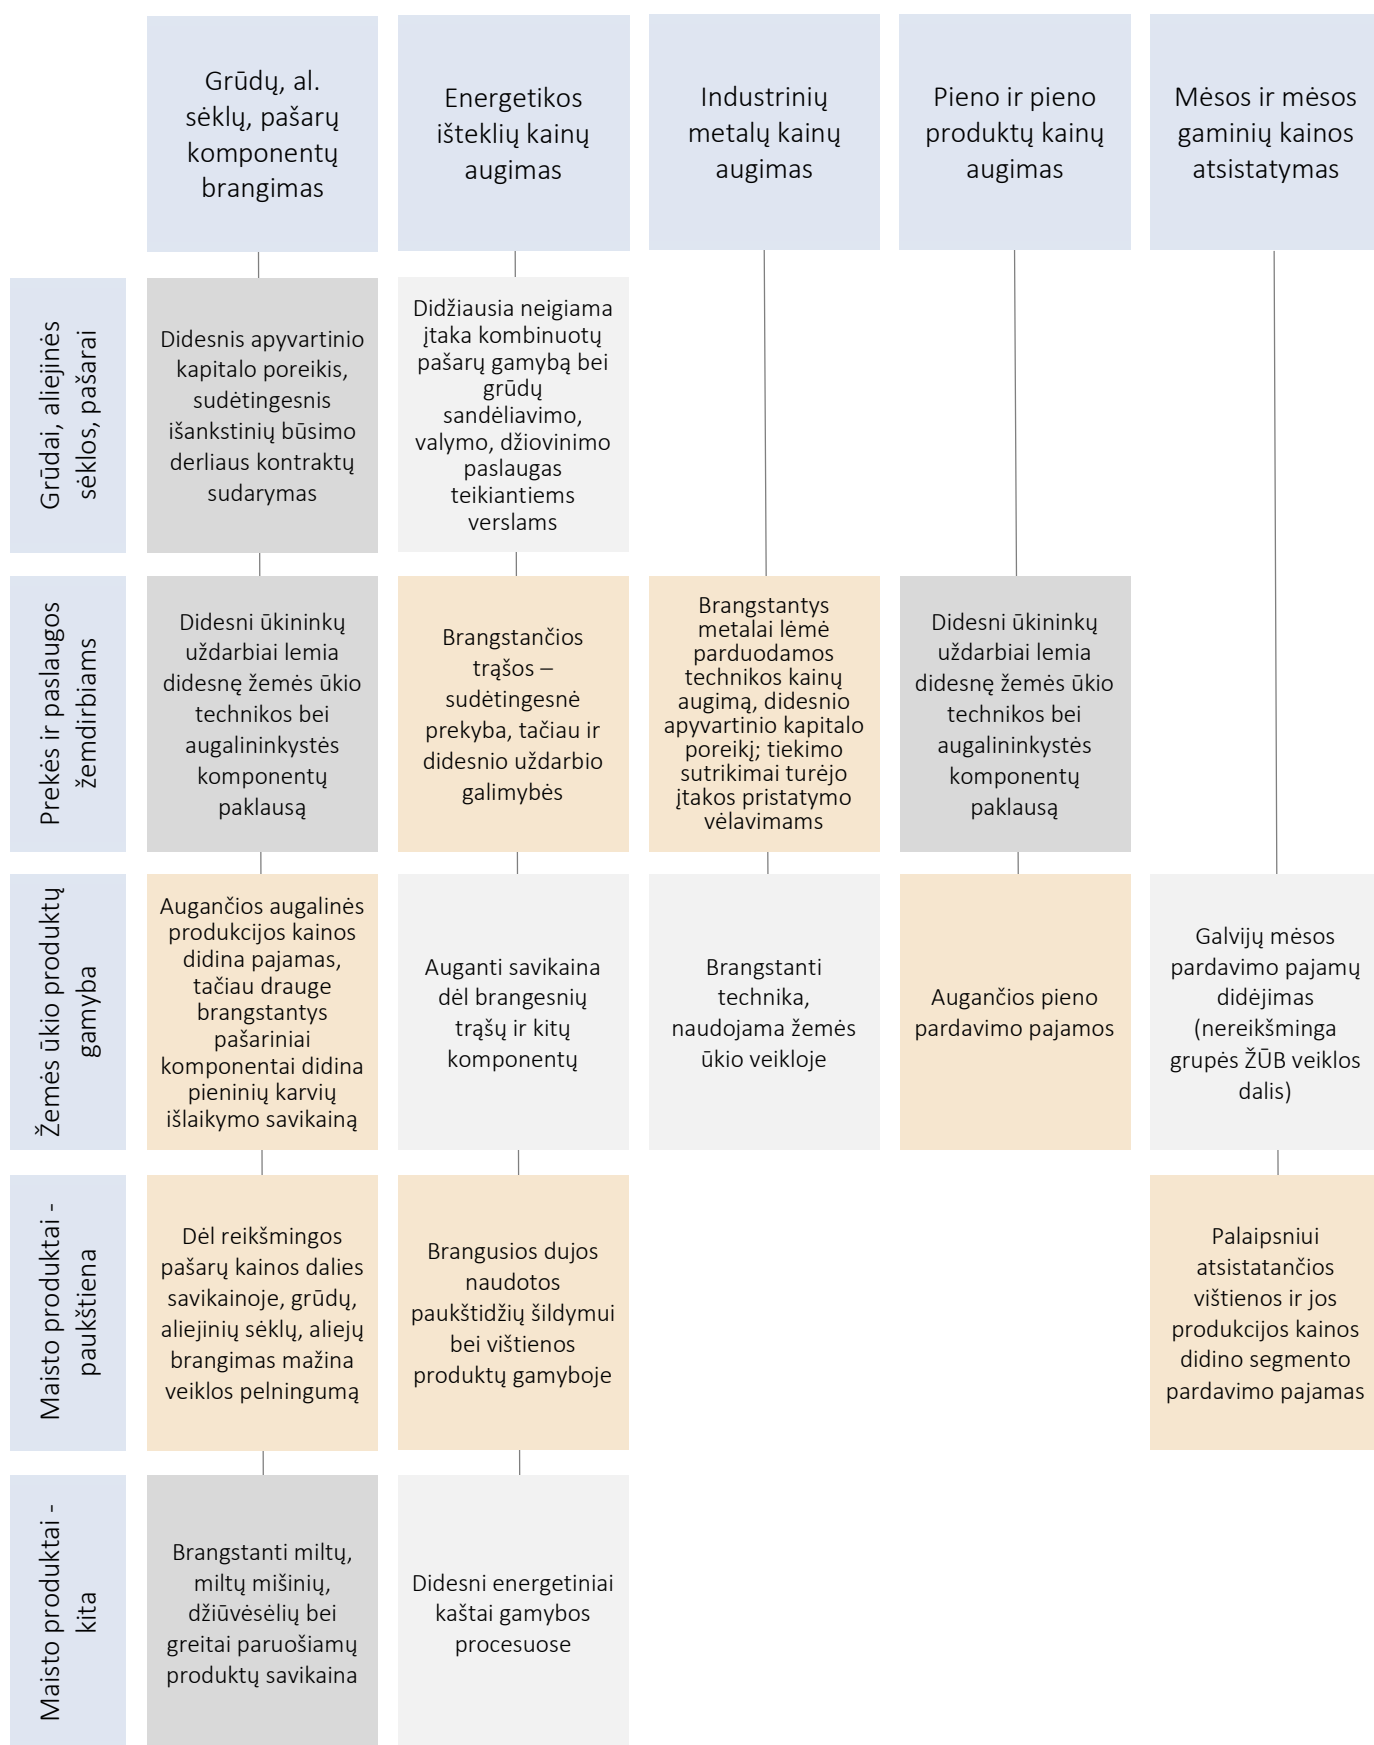 Grūdų, al.
sėklų, pašarų
komponentų
brangimas
Energetikos
išteklių kainų
augimas
Industrinių
metalų kainų
augimas
Pieno ir pieno
produktų kainų
augimas
Mėsos ir mėsos
gaminių kainos
atsistatymas
Grūdai, aliejinės
sėklos, pašarai
Didesnis apyvartinio
kapitalo poreikis,
sudėtingesnis
išankstinių būsimo
derliaus kontraktų
sudarymas
Didžiausia neigiama
įtaka kombinuotų
pašarų gamybą bei
grūdų
sandėliavimo,
valymo, džiovinimo
paslaugas
teikiantiems
verslams
Prekės ir paslaugos
žemdirbiams
Didesni ūkininkų
uždarbiai lemia
didesnę žemės ūkio
technikos bei
augalininkystės
komponentų
paklausą
Brangstančios
trąšos –
sudėtingesnė
prekyba, tačiau ir
didesnio uždarbio
galimybės
Brangstantys
metalai lėmė
parduodamos
technikos kainų
augimą, didesnio
apyvartinio kapitalo
poreikį; tiekimo
sutrikimai turėjo
įtakos pristatymo
vėlavimams
Didesni ūkininkų
uždarbiai lemia
didesnę žemės ūkio
technikos bei
augalininkystės
komponentų
paklausą
Žemės ūkio produktų
gamyba
Augančios augalinės
produkcijos kainos
didina pajamas,
tačiau drauge
brangstantys
pašariniai
komponentai didina
pieninių karvių
išlaikymo savikainą
Auganti savikaina
dėl brangesnių
trąšų ir kitų
komponentų
Brangstanti
technika,
naudojama žemės
ūkio veikloje
Augančios pieno
pardavimo pajamos
Galvijų mėsos
pardavimo pajamų
didėjimas
(nereikšminga
grupės ŽŪB veiklos
dalis)
Maisto produktai -
paukštiena
Dėl reikšmingos
pašarų kainos dalies
savikainoje, grūdų,
aliejinių sėklų, aliejų
brangimas mažina
veiklos pelningumą
Brangusios dujos
naudotos
paukštidžių šildymui
bei vištienos
produktų gamyboje
Palaipsniui
atsistatančios
vištienos ir jos
produkcijos kainos
didino segmento
pardavimo pajamas
Maisto produktai -
kita
Brangstanti miltų,
miltų mišinių,
džiūvėsėlių bei
greitai paruošiamų
produktų savikaina
Didesni energetiniai
kaštai gamybos
procesuose